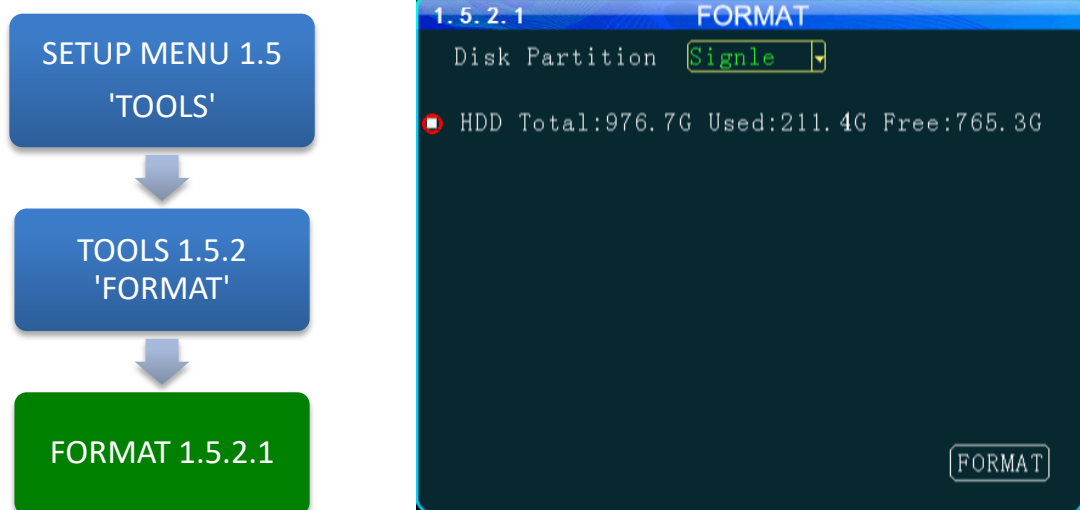 SETUP MENU 1.5
'TOOLS'
TOOLS 1.5.2
'FORMAT'
FORMAT 1.5.2.1
1.5.2.1 FORMAT
Disk Partition Signle
HDD Total:976.7G Used:211.4G Free:765.3G
FORMAT